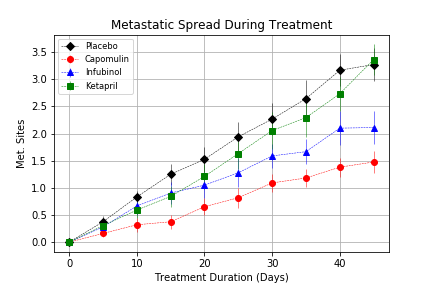 Metastatic Spread During Treatment
Placebo
Capomulin
Infubinol
Ketapril
3.5
3.0
2.5
2.0
1.5
1.0
0.5
0.0
Met. Sites
0 10 20 30 40
Treatment Duration (Days)